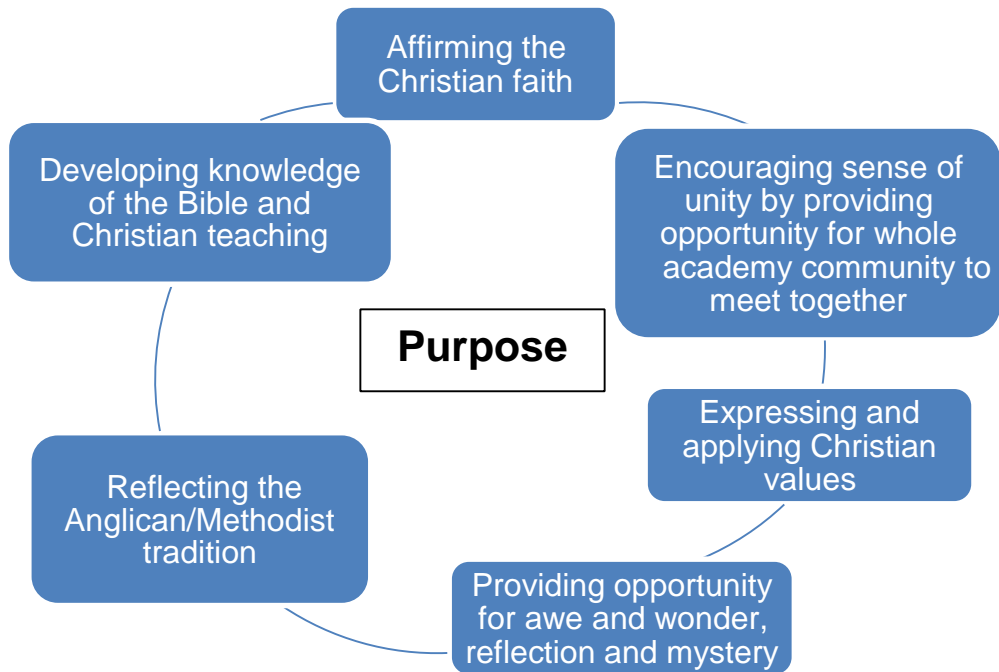 Affirming the
Christian faith
Encouraging sense of
unity by providing
opportunity for whole
academy community to
meet together
Expressing and
applying Christian
values
Providing opportunity
for awe and wonder,
reflection and mystery
Reflecting the
Anglican/Methodist
tradition
Developing knowledge
of the Bible and
Christian teaching
Purpose